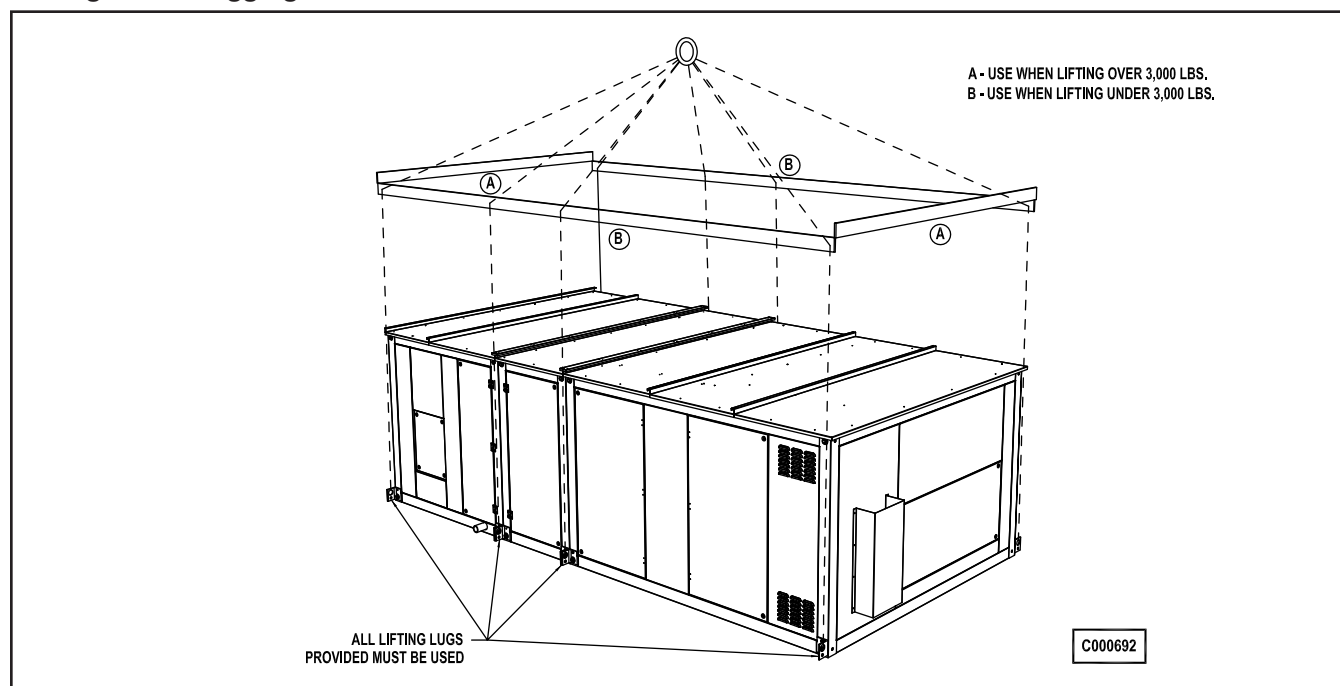 A - USE WHEN LIFTING OVER 3,000 LBS.
B - USE WHEN LIFTING UNDER 3,000 LBS.
B
A
B
A
ALL LIFTING LUGS
PROVIDED MUST BE USED
C000692